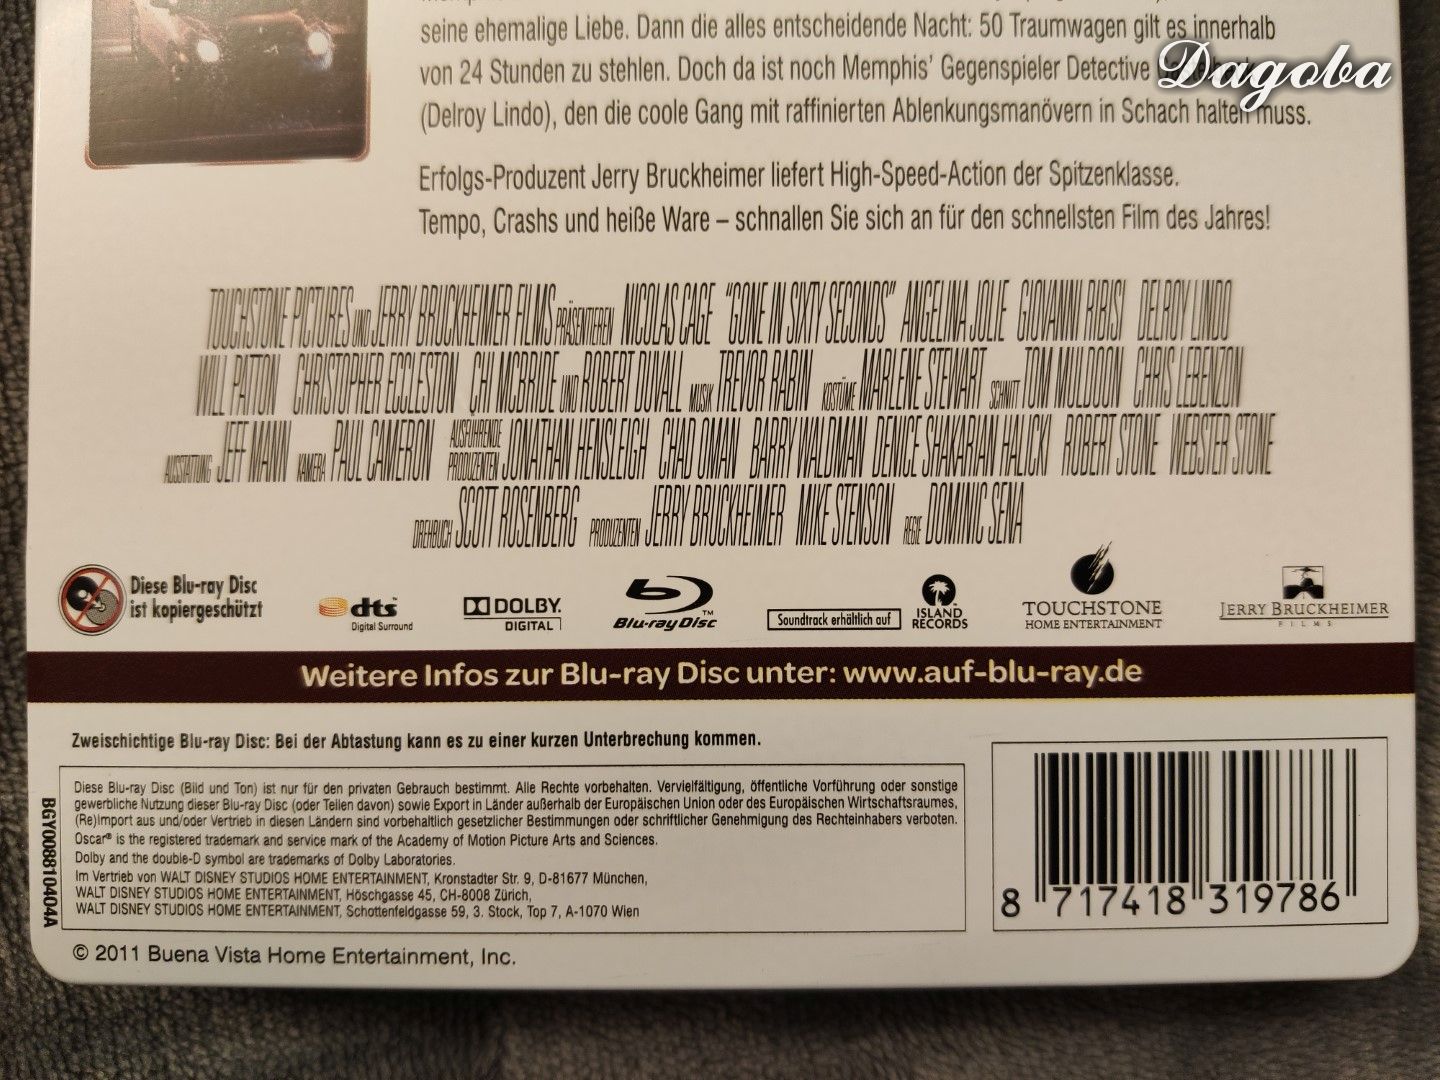 seine ehemalige Liebe. Dann die alles entscheidende Nacht: 50 Traumwagen gilt es innerhalb
von 24 Stunden zu stehlen. Doch da ist noch Memphis' Gegenspieler Detective
Dagoba
(Delroy Lindo), den die coole Gang mit raffinierten Ablenkungsmanövern in Schach halten muss.
Erfolgs-Produzent Jerry Bruckheimer liefert High-Speed-Action der Spitzenklasse.
Tempo, Crashs und heiße Ware – schnallen Sie sich an für den schnellsten Film des Jahres!
TOUCHSTONE PICTURES UND JERRY BRUCKHEIMER FILMS PRÄSENTIEREN NICOLAS CAGE "GONE IN SIXTY SECONDS" ANGELINA JOLIE GIOVANNI RIBISI DELROY LINDO
WILL PATTON CHRISTOPHER ECCLESTON CHI MCBRIDE UND ROBERT DUVALL MUSIK TREVOR RABIN KOSTÜME MARLENE STEWART SCHNITT TOM MULDOON CHRIS LEBENZON
AUSSTATTUNG JEFF MANN KAMERA PAUL CAMERON AUSFÜHRENDE PRODUZENTEN JONATHAN HENSLEIGH CHAD OMAN BARRY WALDMAN DENICE SHAKARIAN HALICKI ROBERT STONE WEBSTER STONE
DREHBUCH SCOTT ROSENBERG PRODUZENTEN JERRY BRUCKHEIMER MIKE STENSON REGIE DOMINIC SENA
Diese Blu-ray Disc
ist kopiergeschützt
dts
Digital Surround
DOLBY
DIGITAL
Blu-ray Disc™
Soundtrack erhältlich auf
ISLAND
RECORDS
TOUCHSTONE
HOME ENTERTAINMENT
JERRY BRUCKHEIMER
FILMS
Weitere Infos zur Blu-ray Disc unter: www.auf-blu-ray.de
Zweischichtige Blu-ray Disc: Bei der Abtastung kann es zu einer kurzen Unterbrechung kommen.
Diese Blu-ray Disc (Bild und Ton) ist nur für den privaten Gebrauch bestimmt. Alle Rechte vorbehalten. Vervielfältigung, öffentliche Vorführung oder sonstige
gewerbliche Nutzung dieser Blu-ray Disc (oder Teilen davon) sowie Export in Länder außerhalb der Europäischen Union oder des Europäischen Wirtschaftsraumes,
(Re)Import aus und/oder Vertrieb in diesen Ländern sind vorbehaltlich gesetzlicher Bestimmungen oder schriftlicher Genehmigung des Rechteinhabers verboten.
Oscar® is the registered trademark and service mark of the Academy of Motion Picture Arts and Sciences.
Dolby and the double-D symbol are trademarks of Dolby Laboratories.
Im Vertrieb von WALT DISNEY STUDIOS HOME ENTERTAINMENT, Kronstadter Str. 9, D-81677 München,
WALT DISNEY STUDIOS HOME ENTERTAINMENT, Höschgasse 45, CH-8008 Zürich,
WALT DISNEY STUDIOS HOME ENTERTAINMENT, Schottenfeldgasse 59, 3. Stock, Top 7, A-1070 Wien
BGY008810404A
8 717418 319786
© 2011 Buena Vista Home Entertainment, Inc.